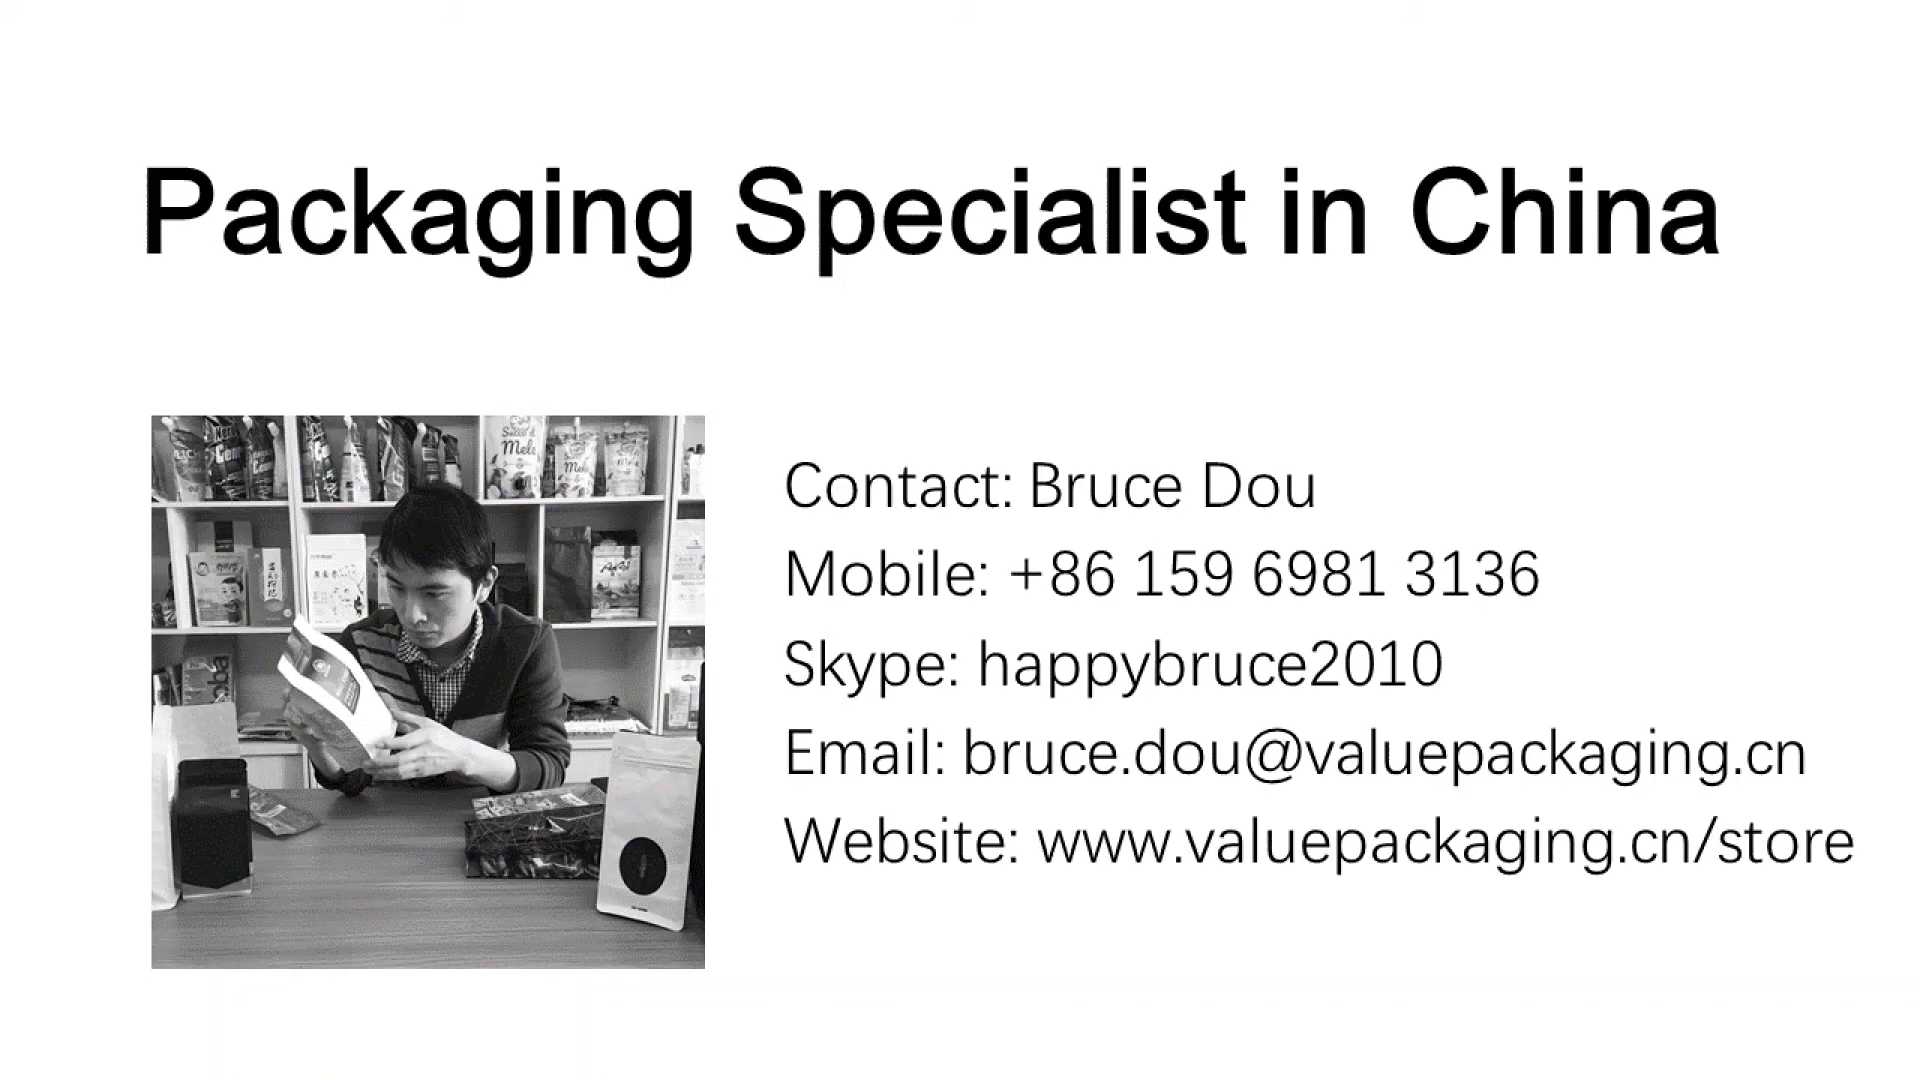 Packaging Specialist in China
Contact: Bruce Dou
Mobile: +86 159 6981 3136
Skype: happybruce2010
Email: bruce.dou@valuepackaging.cn
Website: www.valuepackaging.cn/store